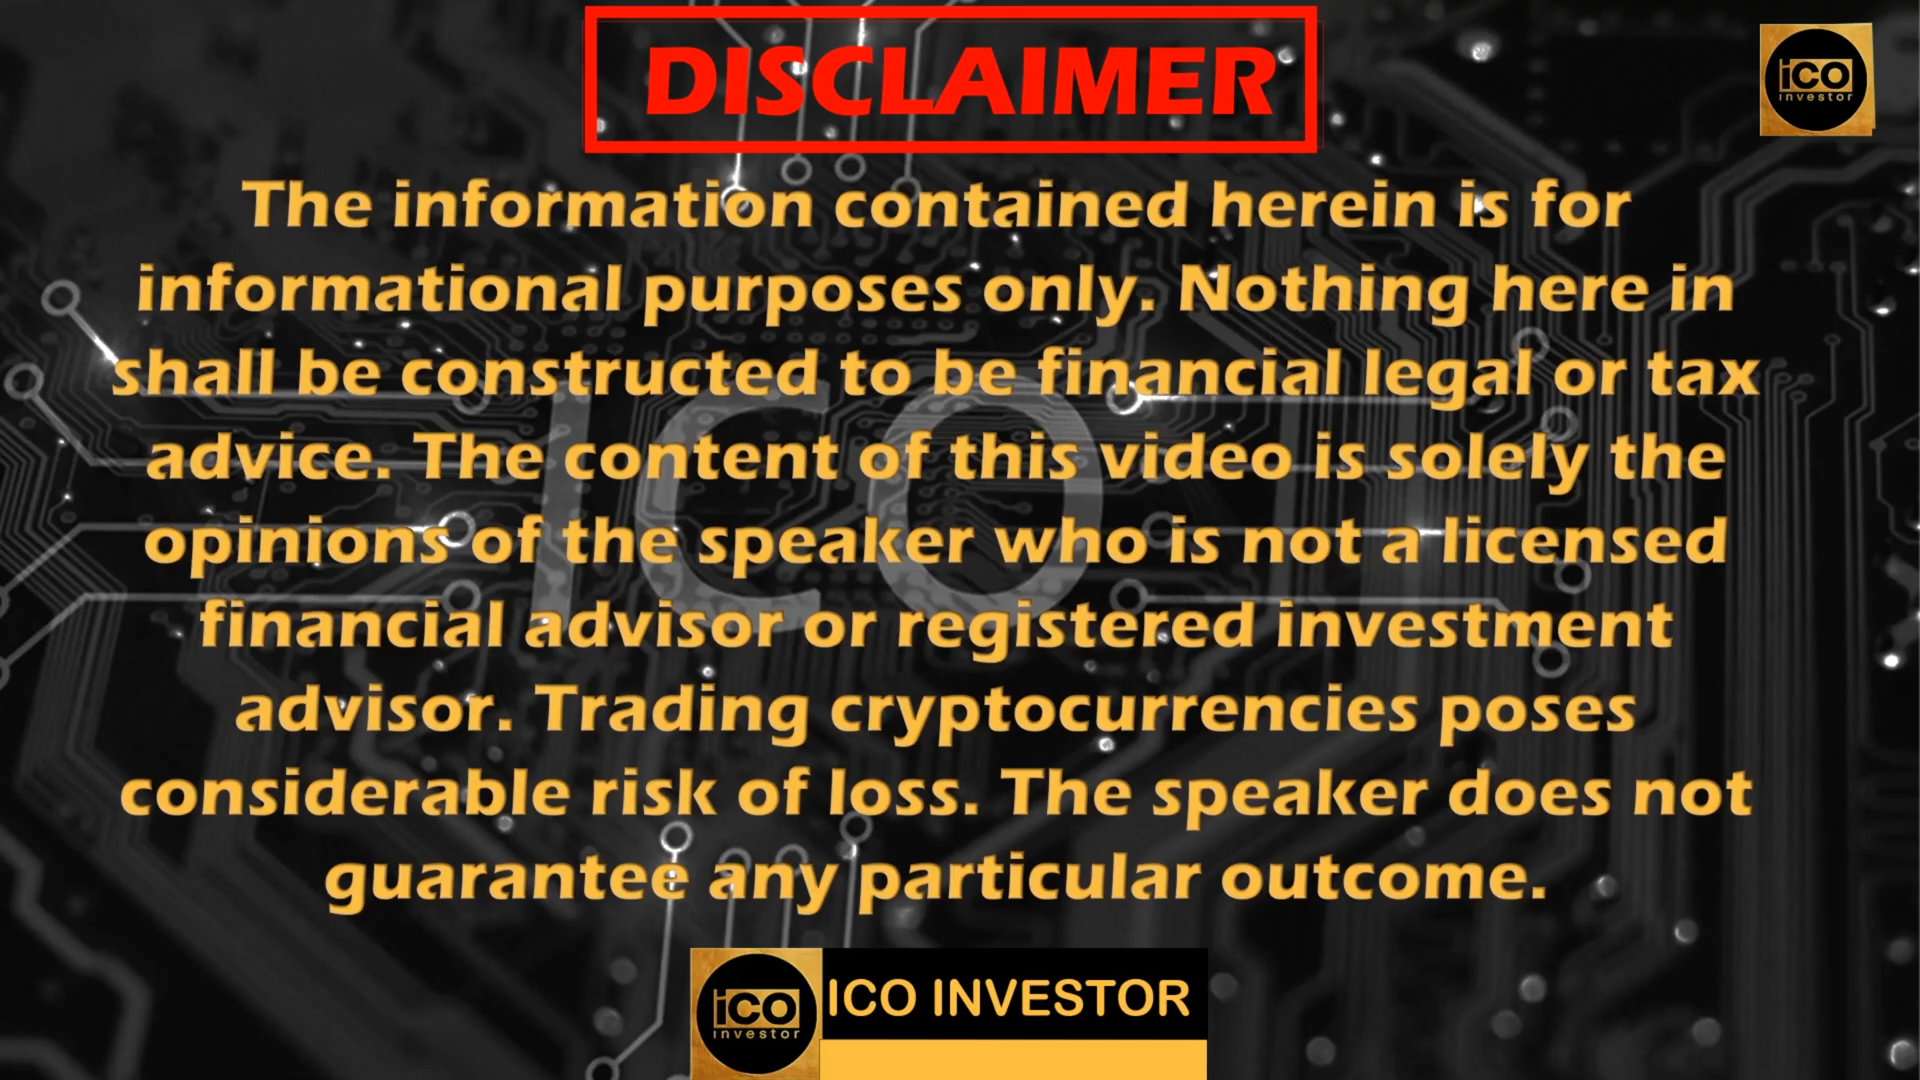 DISCLAIMER
iCO
investor
The information contained herein is for
informational purposes only. Nothing here in
shall be constructed to be financial legal or tax
advice. The content of this video is solely the
opinions of the speaker who is not a licensed
financial advisor or registered investment
advisor. Trading cryptocurrencies poses
considerable risk of loss. The speaker does not
guarantee any particular outcome.
ICO
iCO
investor
ICO INVESTOR